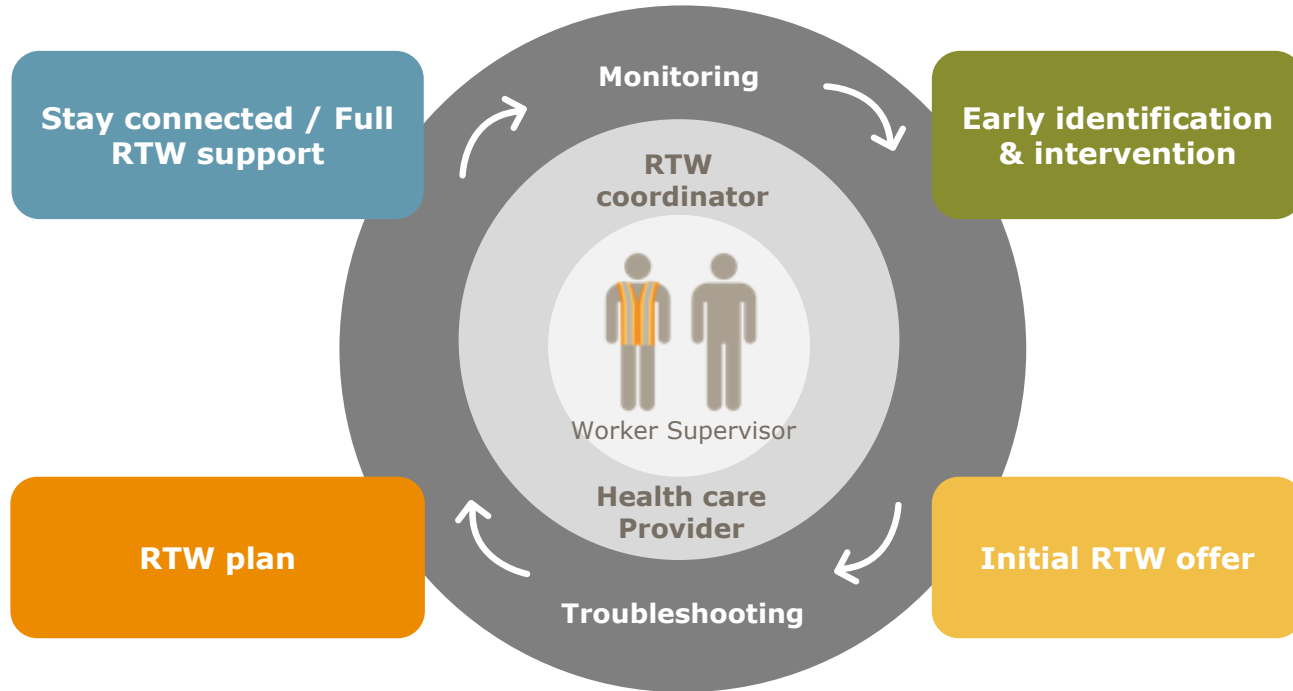 Monitoring
Stay connected / Full
RTW support
Early identification
& intervention
RTW
coordinator
Worker Supervisor
Health care
Provider
RTW plan
Initial RTW offer
Troubleshooting